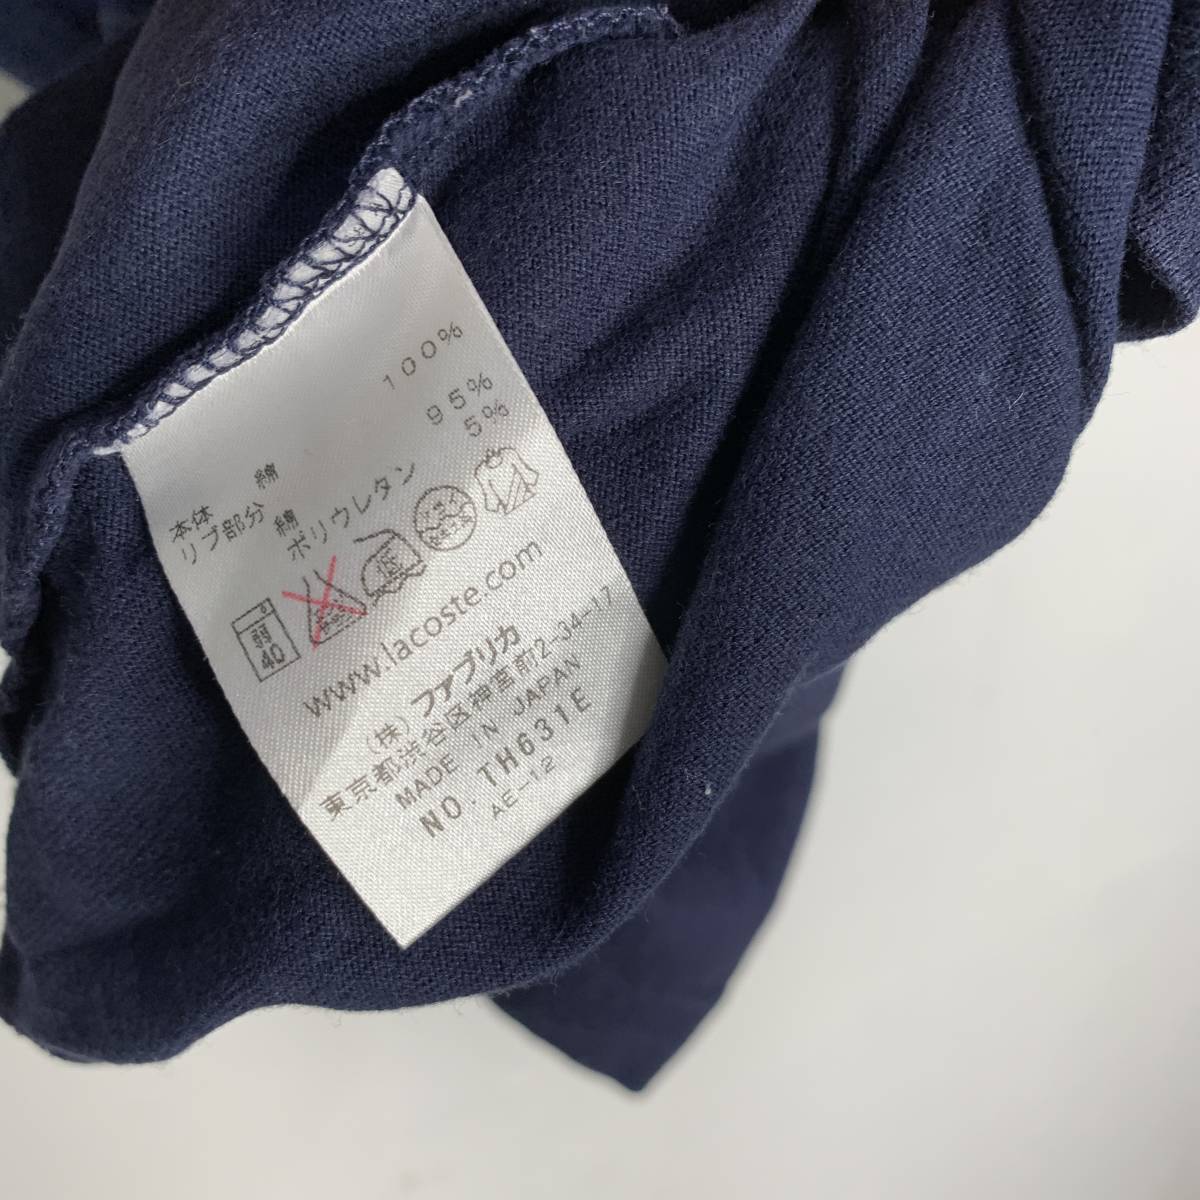 本体 綿 100%
リブ部分 綿 95%
ポリウレタン 5%
弱 40
www.lacoste.com
(株) ファブリカ
東京都渋谷区神宮前2-34-17
MADE IN JAPAN
NO. TH631E
AE-12